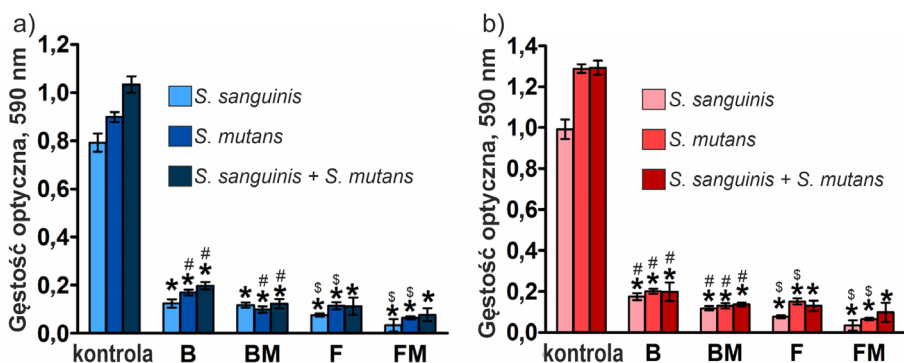 a)
Gęstość optyczna, 590 nm
1,2
1,0
0,8
0,6
0,4
0,2
0,0
S. sanguinis
S. mutans
S. sanguinis + S. mutans
# #
* * *
# #
* * *
$ $
* * *
$ $
* * *
kontrola B BM F FM
b)
Gęstość optyczna, 590 nm
1,4
1,2
1,0
0,8
0,6
0,4
0,2
0,0
S. sanguinis
S. mutans
S. sanguinis + S. mutans
# # #
* * *
# # #
* * *
$ $
* * *
$ $
* * *
kontrola B BM F FM